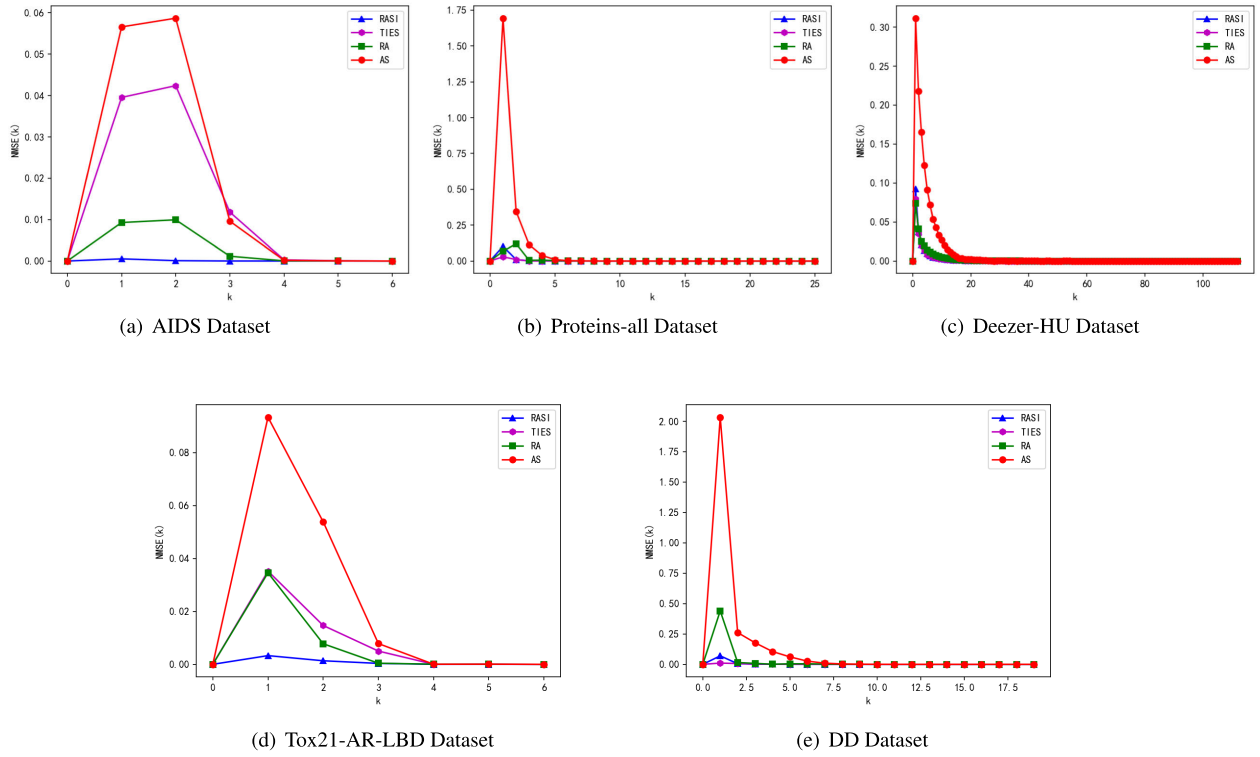 0.06
0.05
0.04
0.03
0.02
0.01
0.00
NMSE(k)
0 1 2 3 4 5 6
k
RASI
TIES
RA
AS
(a) AIDS Dataset
1.75
1.50
1.25
1.00
0.75
0.50
0.25
0.00
NMSE(k)
0 5 10 15 20 25
k
RASI
TIES
RA
AS
(b) Proteins-all Dataset
0.30
0.25
0.20
0.15
0.10
0.05
0.00
NMSE(k)
0 20 40 60 80 100
k
RASI
TIES
RA
AS
(c) Deezer-HU Dataset
0.08
0.06
0.04
0.02
0.00
NMSE(k)
0 1 2 3 4 5 6
k
RASI
TIES
RA
AS
(d) Tox21-AR-LBD Dataset
2.00
1.75
1.50
1.25
1.00
0.75
0.50
0.25
0.00
NMSE(k)
0.0 2.5 5.0 7.5 10.0 12.5 15.0 17.5
k
RASI
TIES
RA
AS
(e) DD Dataset